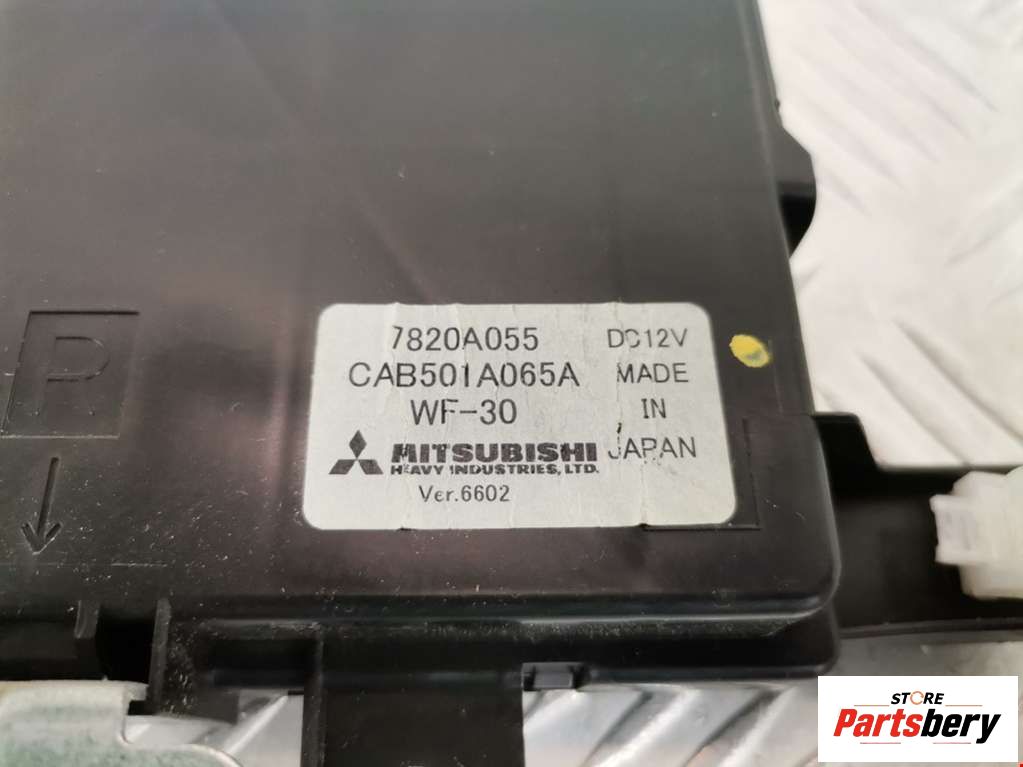 7820A055 DC12V
CAB501A065A MADE
WF-30 IN
MITSUBISHI JAPAN
HEAVY INDUSTRIES, LTD.
Ver.6602
P
STORE
Partsbery